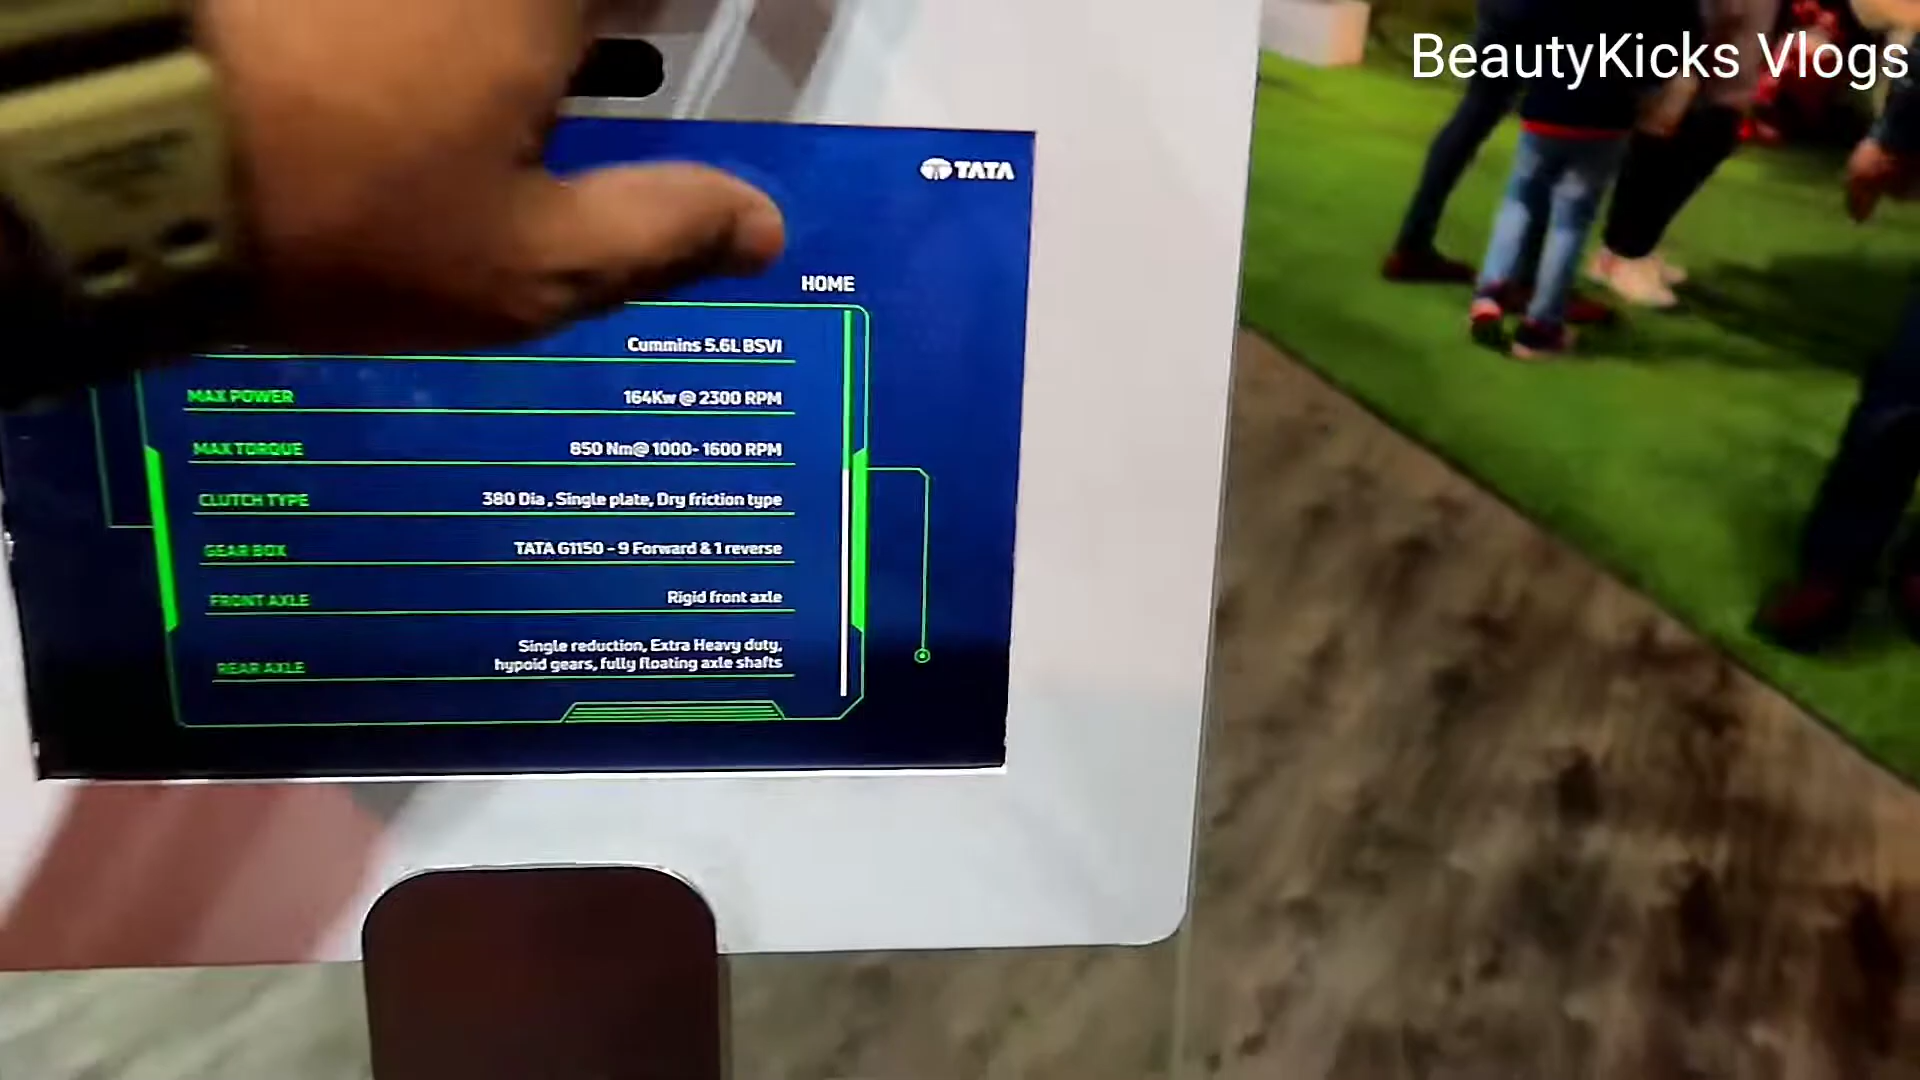 BeautyKicks Vlogs
TATA
HOME
Cummins 5.6L BSVI
MAX POWER 164Kw @ 2300 RPM
MAX TORQUE 850 Nm@ 1000- 1600 RPM
CLUTCH TYPE 380 Dia , Single plate, Dry friction type
GEAR BOX TATA G1150 - 9 Forward & 1 reverse
FRONT AXLE Rigid front axle
Single reduction, Extra Heavy duty,
REAR AXLE hypoid gears, fully floating axle shafts